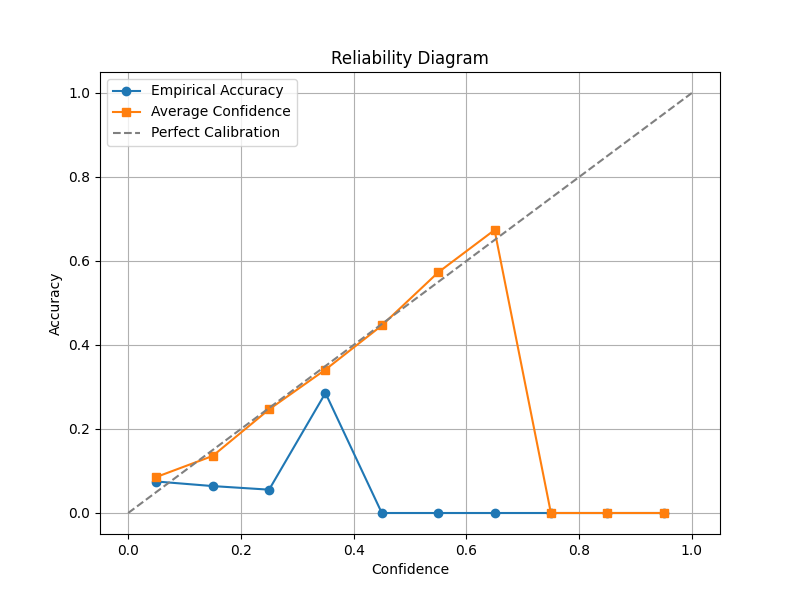 Reliability Diagram
Empirical Accuracy
Average Confidence
Perfect Calibration
1.0
0.8
0.6
0.4
0.2
0.0
Accuracy
0.0 0.2 0.4 0.6 0.8 1.0
Confidence